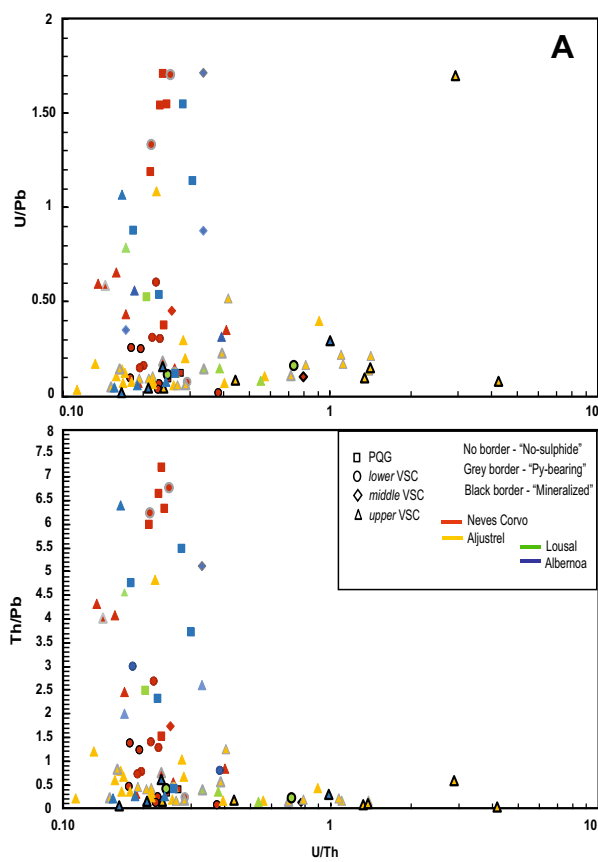 A
2
1.50
1
0.50
0
U/Pb
0.10
1
10
8
7.5
7
6.5
6
5.5
5
4.5
4
3.5
3
2.5
2
1.5
1
0.5
0
Th/Pb
PQG
lower VSC
middle VSC
upper VSC
No border - “No-sulphide”
Grey border - “Py-bearing”
Black border - “Mineralized”
Neves Corvo
Aljustrel
Lousal
Albernoa
0.10
1
10
U/Th